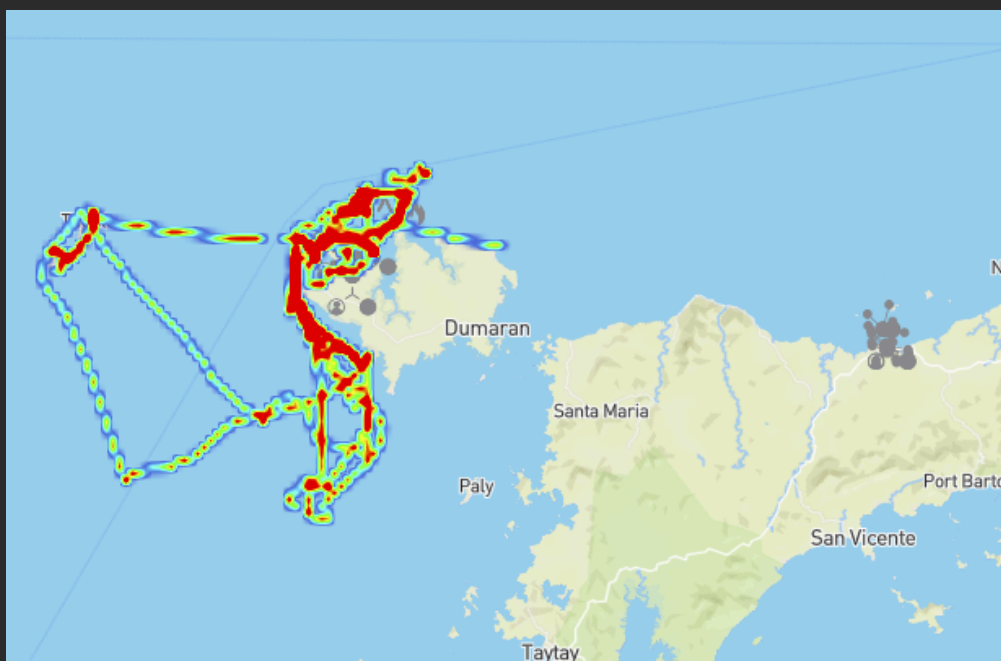 T
Dumaran
N
Santa Maria
Paly
Port Barto
San Vicente
Taytay